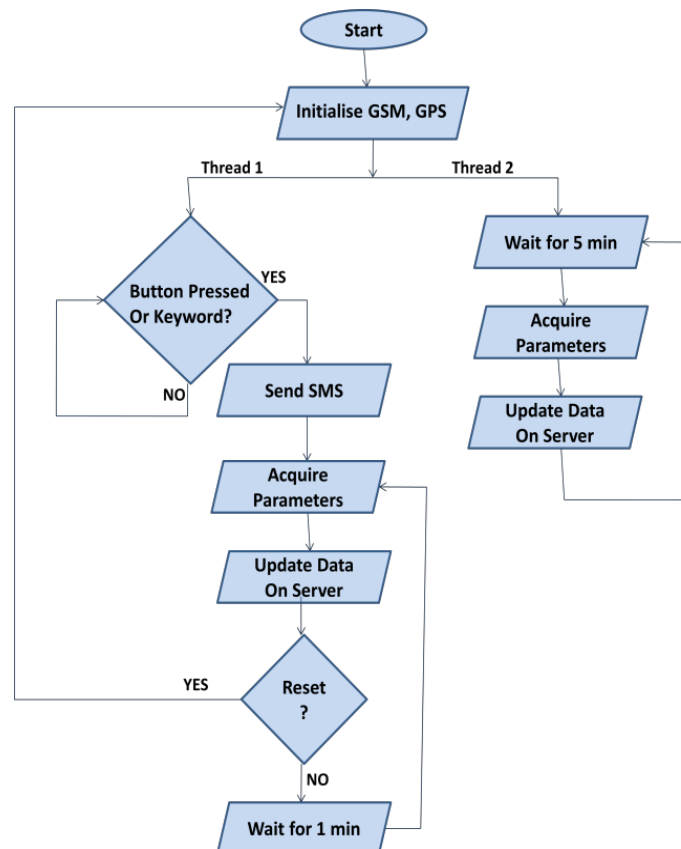 Start
Initialise GSM, GPS
Thread 1
Thread 2
Button Pressed
Or Keyword?
YES
NO
Send SMS
Acquire
Parameters
Update Data
On Server
Reset
?
YES
NO
Wait for 1 min
Wait for 5 min
Acquire
Parameters
Update Data
On Server